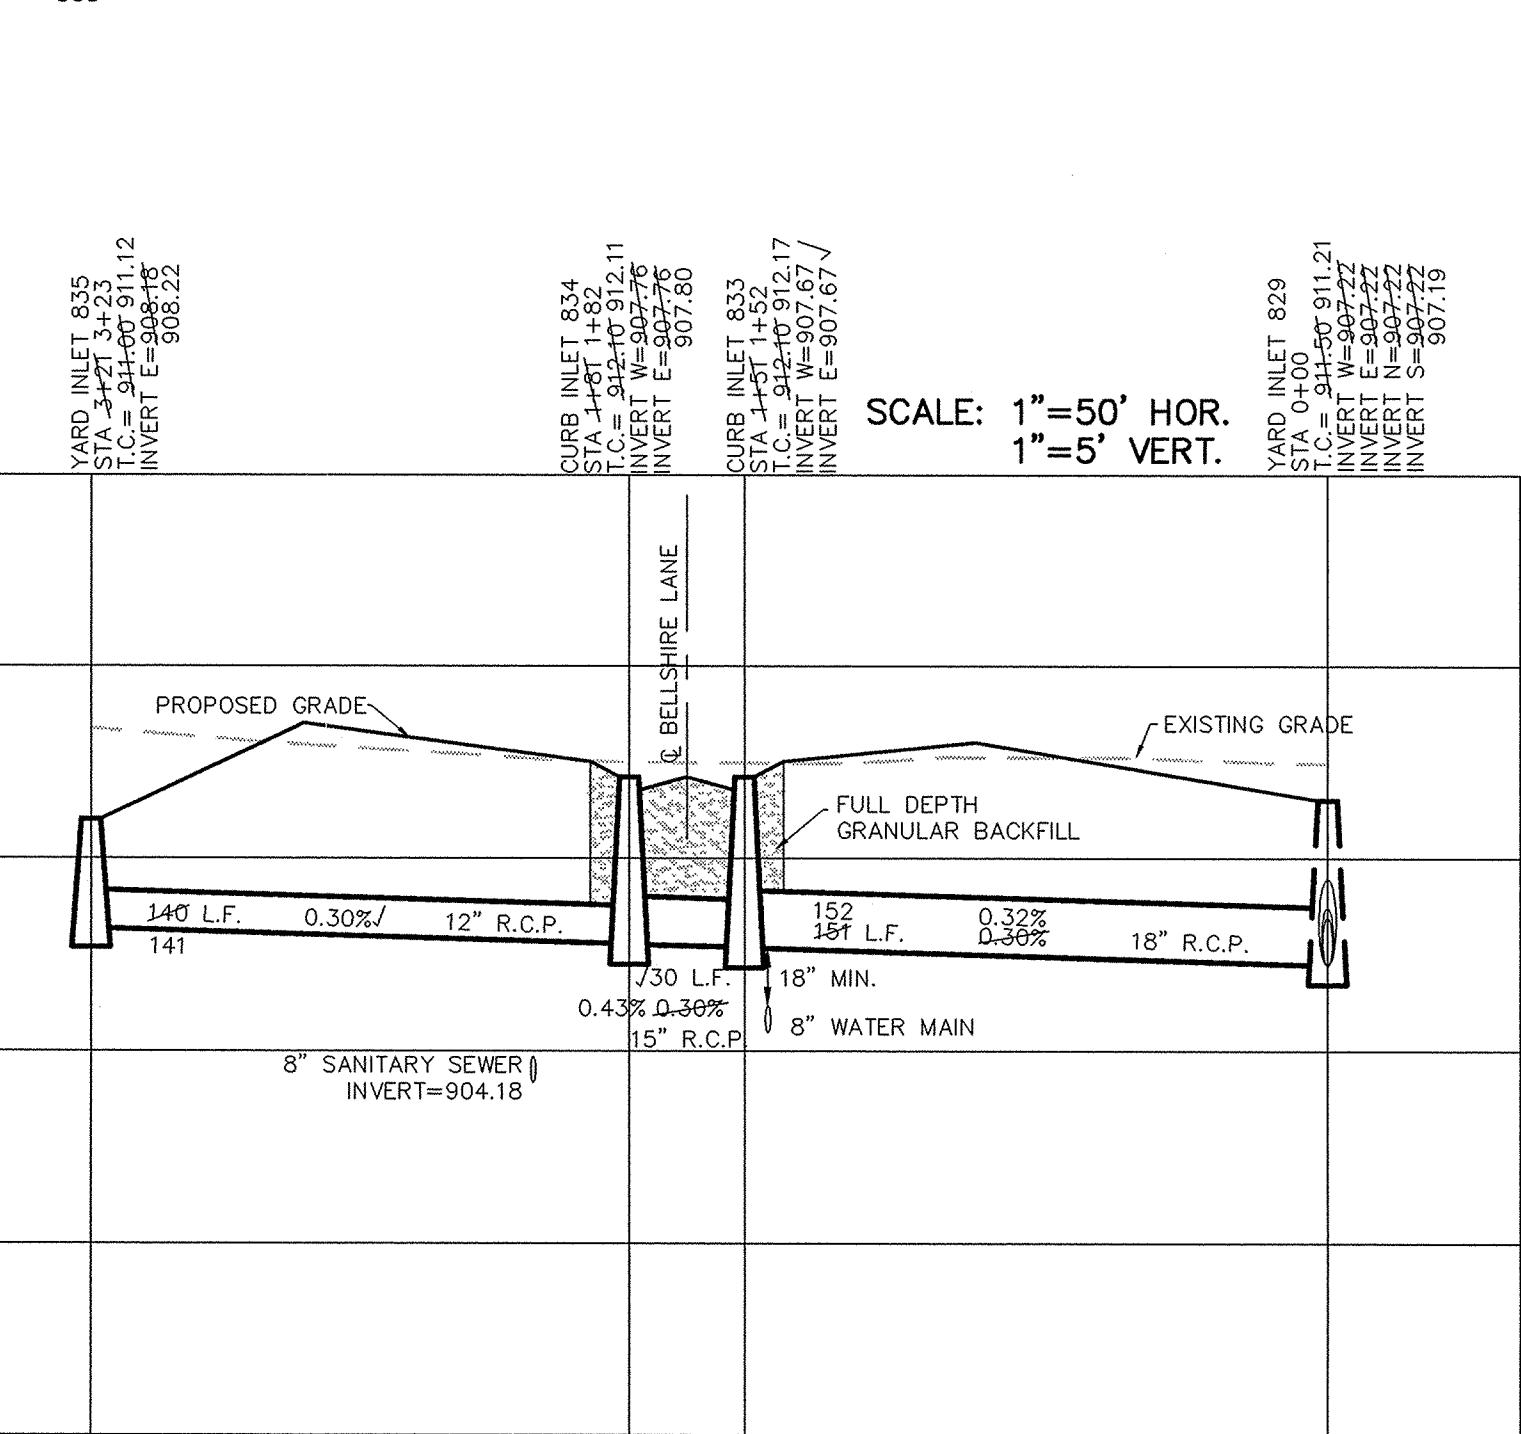 YARD INLET 835
STA 3+21 3+23
T.C.= 911.00 911.12
INVERT E=908.18
908.22
CURB INLET 834
STA 1+81 1+82
T.C.= 912.10 912.11
INVERT W=907.76
INVERT E=907.76
907.80
CURB INLET 833
STA 1+51 1+52
T.C.= 912.10 912.17
INVERT W=907.67
INVERT E=907.67 √
YARD INLET 829
STA 0+00
T.C.= 911.50 911.21
INVERT W=907.22
INVERT E=907.22
INVERT N=907.22
INVERT S=907.22
907.19
SCALE: 1"=50' HOR.
1"=5' VERT.
℄ BELLSHIRE LANE
PROPOSED GRADE
EXISTING GRADE
FULL DEPTH
GRANULAR BACKFILL
140 L.F. 0.30%√ 12" R.C.P.
141
152 0.32%
151 L.F. 0.30% 18" R.C.P.
√30 L.F.
0.43% 0.30%
15" R.C.P
18" MIN.
8" WATER MAIN
8" SANITARY SEWER
INVERT=904.18